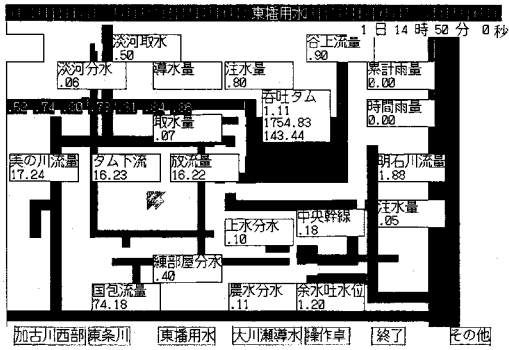 東播用水
1日14時50分 0秒
淡河取水
.50
谷上流量
.90
淡河分水
.06
導水量
注水量
.80
累計雨量
0.00
呑吐ダム
1.11
1754.83
143.44
時間雨量
0.00
取水量
.07
美の川流量
17.24
ダム下流
16.23
放流量
16.22
明石川流量
1.88
注水量
.05
中央幹線
.18
上水分水
.10
練部屋分水
.40
国包流量
74.18
農水分水
.11
余水吐水位
1.20
加古川西部
東条川
東播用水
大川瀬導水
操作卓
終了
その他